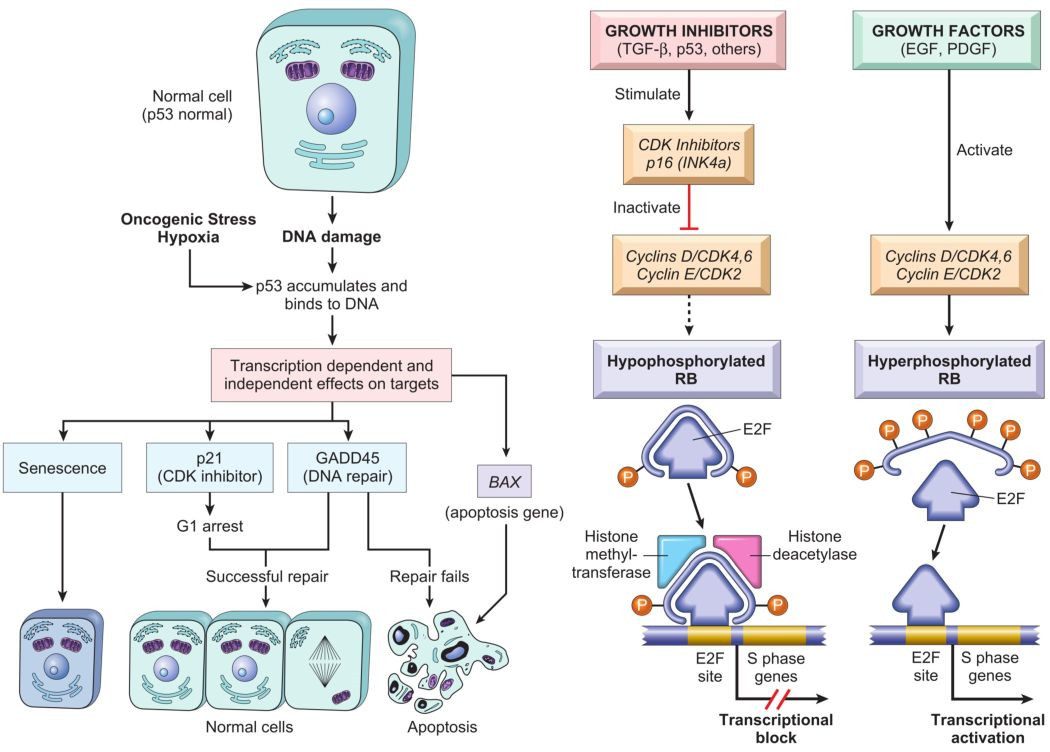 Normal cell
(p53 normal)
Oncogenic Stress
Hypoxia
DNA damage
p53 accumulates and
binds to DNA
Transcription dependent and
independent effects on targets
Senescence
p21
(CDK inhibitor)
GADD45
(DNA repair)
BAX
(apoptosis gene)
G1 arrest
Successful repair
Repair fails
Normal cells
Apoptosis
GROWTH INHIBITORS
(TGF-β, p53, others)
Stimulate
CDK Inhibitors
p16 (INK4a)
Inactivate
Cyclins D/CDK4,6
Cyclin E/CDK2
Hypophosphorylated
RB
E2F
P
P
Histone
methyl-
transferase
Histone
deacetylase
P
P
E2F
site
S phase
genes
Transcriptional
block
GROWTH FACTORS
(EGF, PDGF)
Activate
Cyclins D/CDK4,6
Cyclin E/CDK2
Hyperphosphorylated
RB
P
P
P
P
P
P
E2F
E2F
site
S phase
genes
Transcriptional
activation